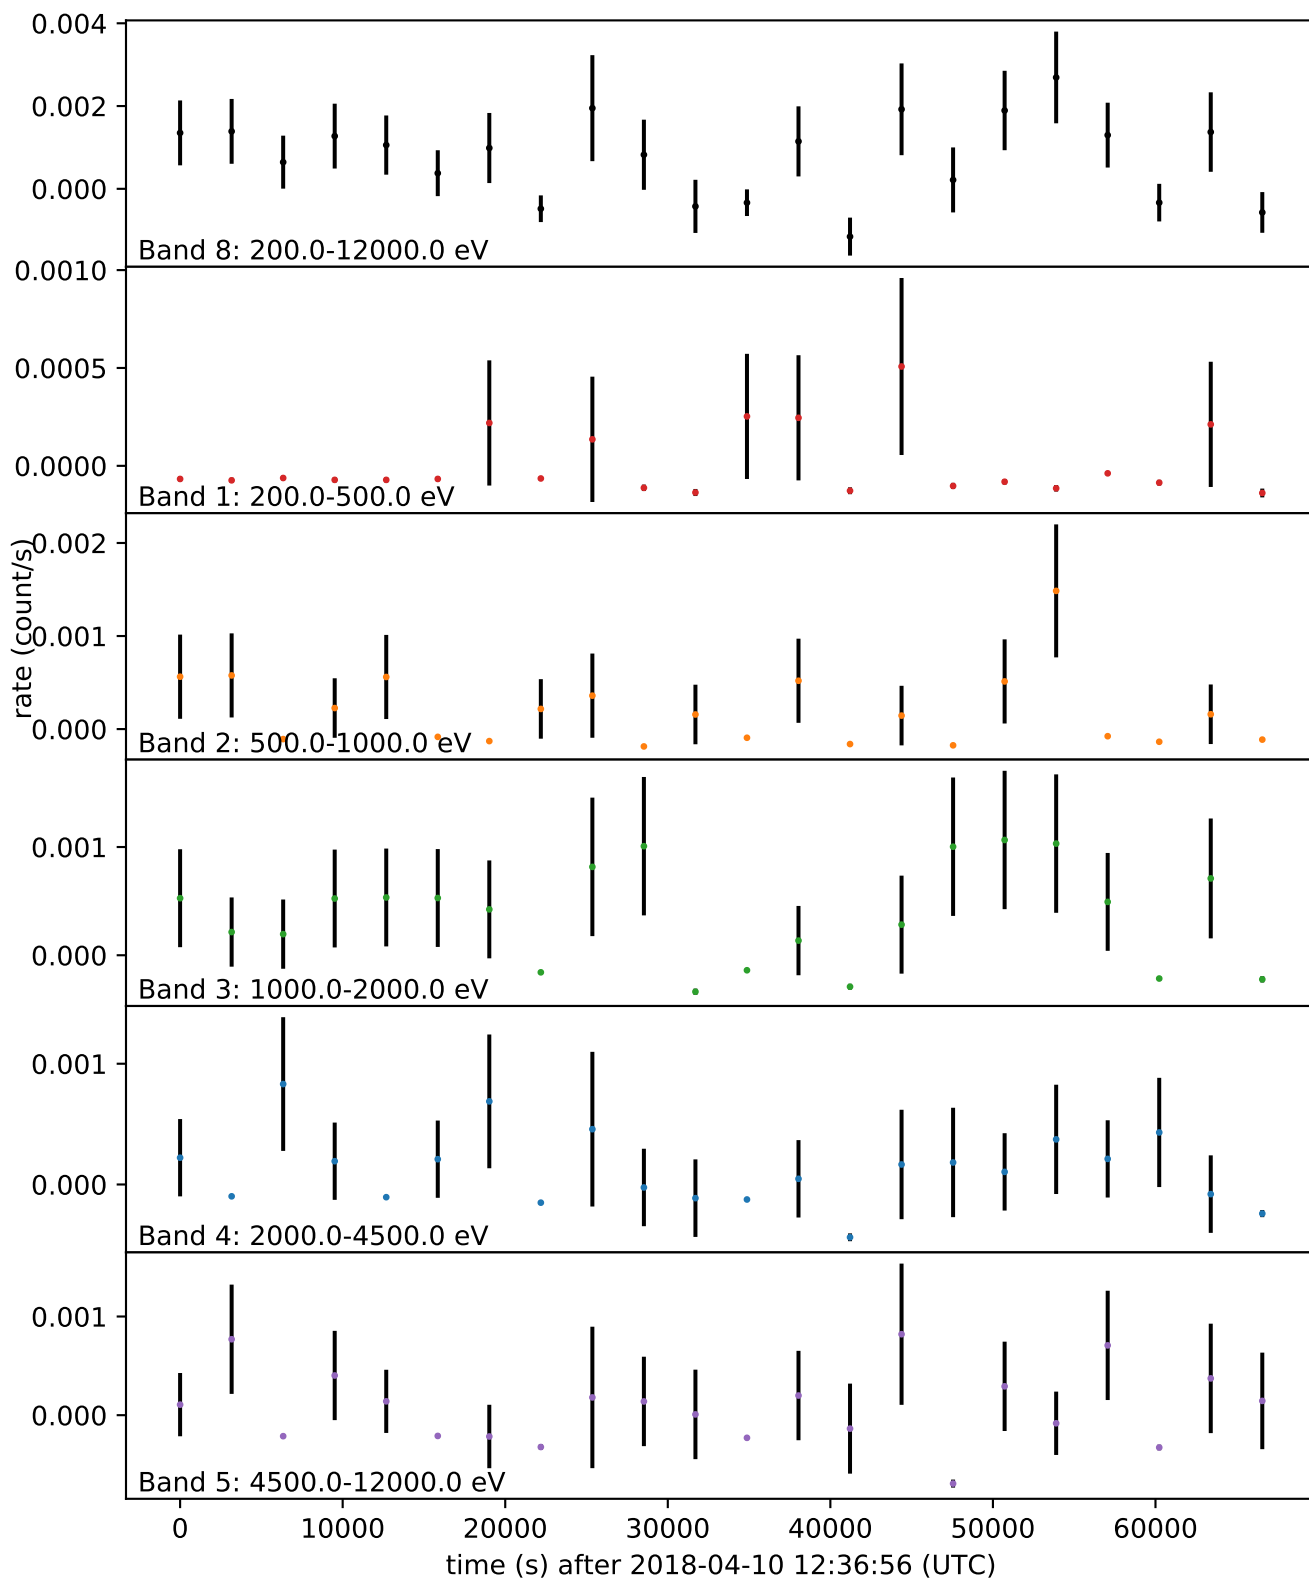 0.004
0.002
0.000
Band 8: 200.0-12000.0 eV
0.0010
0.0005
0.0000
Band 1: 200.0-500.0 eV
rate (count/s)
0.002
0.001
0.000
Band 2: 500.0-1000.0 eV
0.001
0.000
Band 3: 1000.0-2000.0 eV
0.001
0.000
Band 4: 2000.0-4500.0 eV
0.001
0.000
Band 5: 4500.0-12000.0 eV
0 10000 20000 30000 40000 50000 60000
time (s) after 2018-04-10 12:36:56 (UTC)